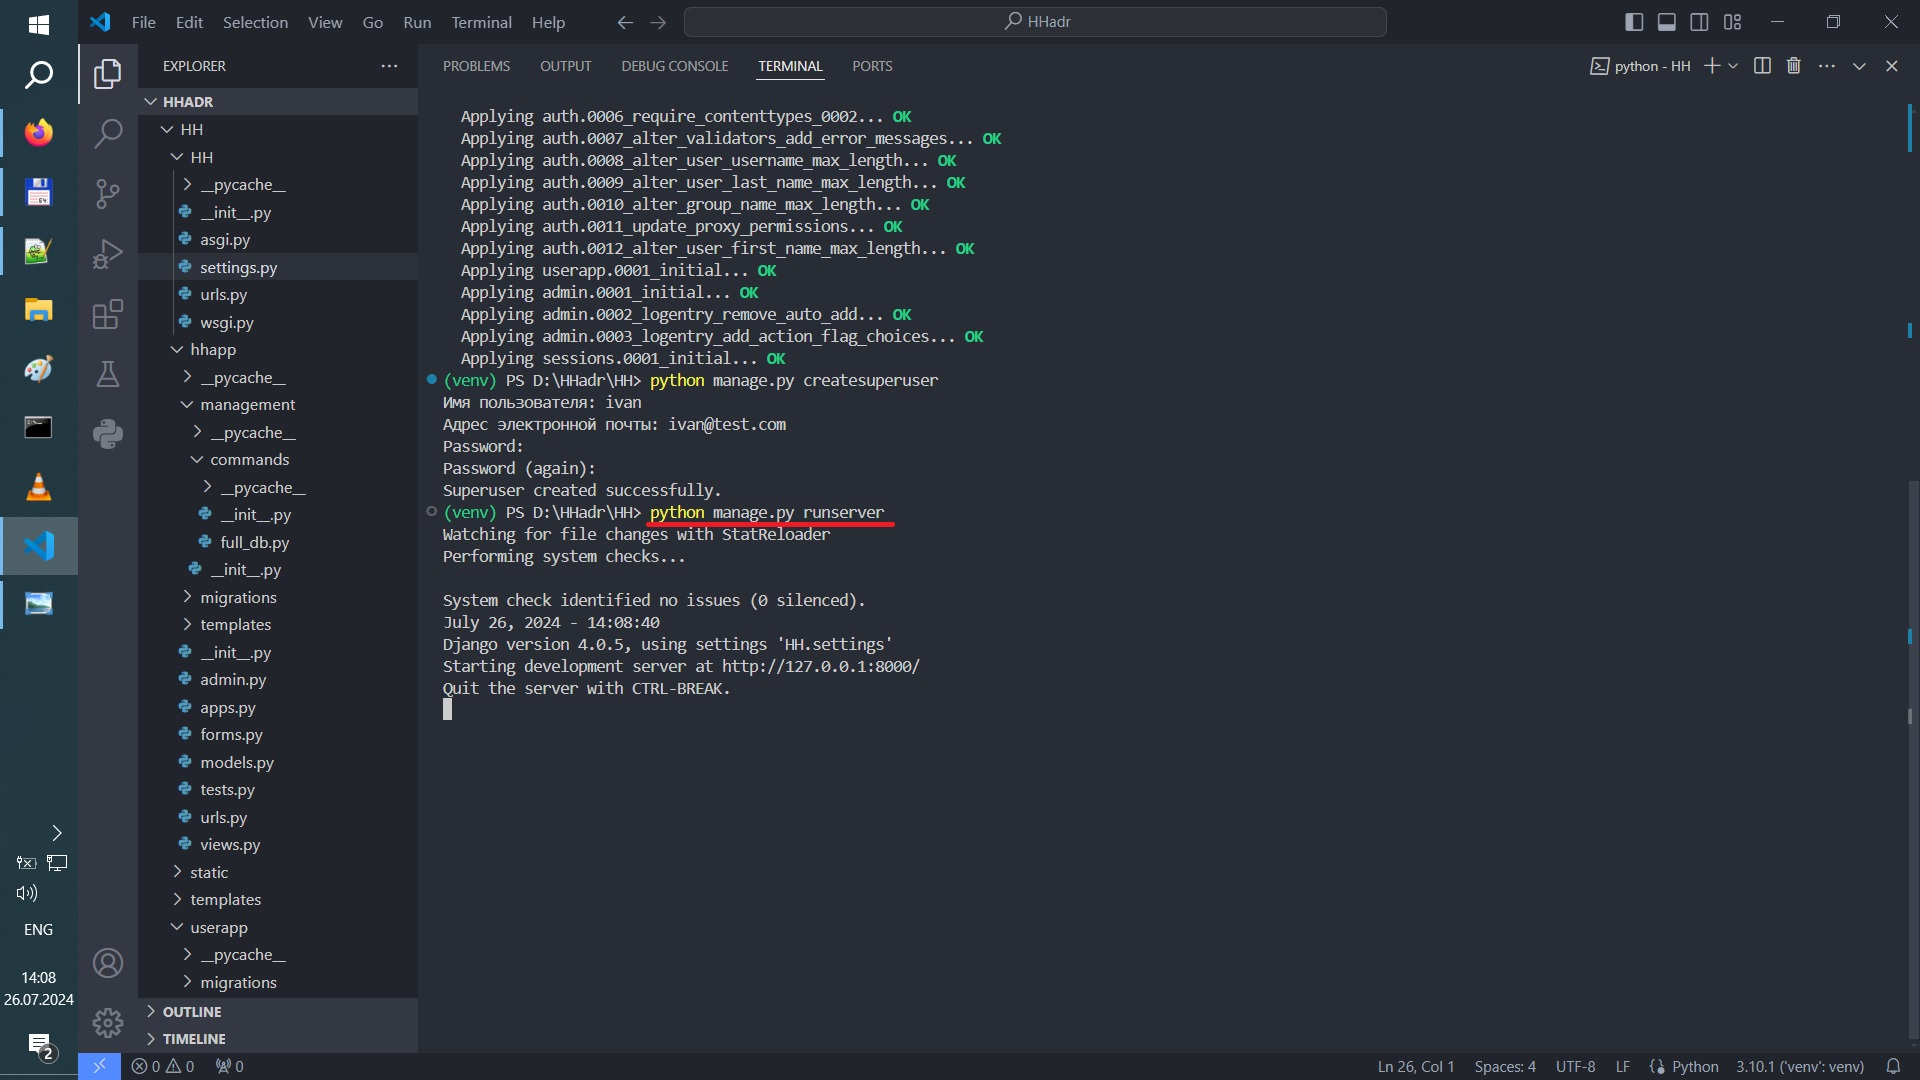 File Edit Selection View Go Run Terminal Help
HHadr
EXPLORER
HHADR
HH
HH
__pycache__
__init__.py
asgi.py
settings.py
urls.py
wsgi.py
hhapp
__pycache__
management
__pycache__
commands
__pycache__
__init__.py
full_db.py
__init__.py
migrations
templates
__init__.py
admin.py
apps.py
forms.py
models.py
tests.py
urls.py
views.py
static
templates
userapp
__pycache__
migrations
OUTLINE
TIMELINE
PROBLEMS OUTPUT DEBUG CONSOLE TERMINAL PORTS
python - HH
Applying auth.0006_require_contenttypes_0002... OK
Applying auth.0007_alter_validators_add_error_messages... OK
Applying auth.0008_alter_user_username_max_length... OK
Applying auth.0009_alter_user_last_name_max_length... OK
Applying auth.0010_alter_group_name_max_length... OK
Applying auth.0011_update_proxy_permissions... OK
Applying auth.0012_alter_user_first_name_max_length... OK
Applying userapp.0001_initial... OK
Applying admin.0001_initial... OK
Applying admin.0002_logentry_remove_auto_add... OK
Applying admin.0003_logentry_add_action_flag_choices... OK
Applying sessions.0001_initial... OK
(venv) PS D:\HHadr\HH> python manage.py createsuperuser
Имя пользователя: ivan
Адрес электронной почты: ivan@test.com
Password:
Password (again):
Superuser created successfully.
(venv) PS D:\HHadr\HH> python manage.py runserver
Watching for file changes with StatReloader
Performing system checks...
System check identified no issues (0 silenced).
July 26, 2024 - 14:08:40
Django version 4.0.5, using settings 'HH.settings'
Starting development server at http://127.0.0.1:8000/
Quit the server with CTRL-BREAK.
64
ENG
14:08
26.07.2024
2
0 0 0
Ln 26, Col 1 Spaces: 4 UTF-8 LF Python 3.10.1 ('venv': venv)